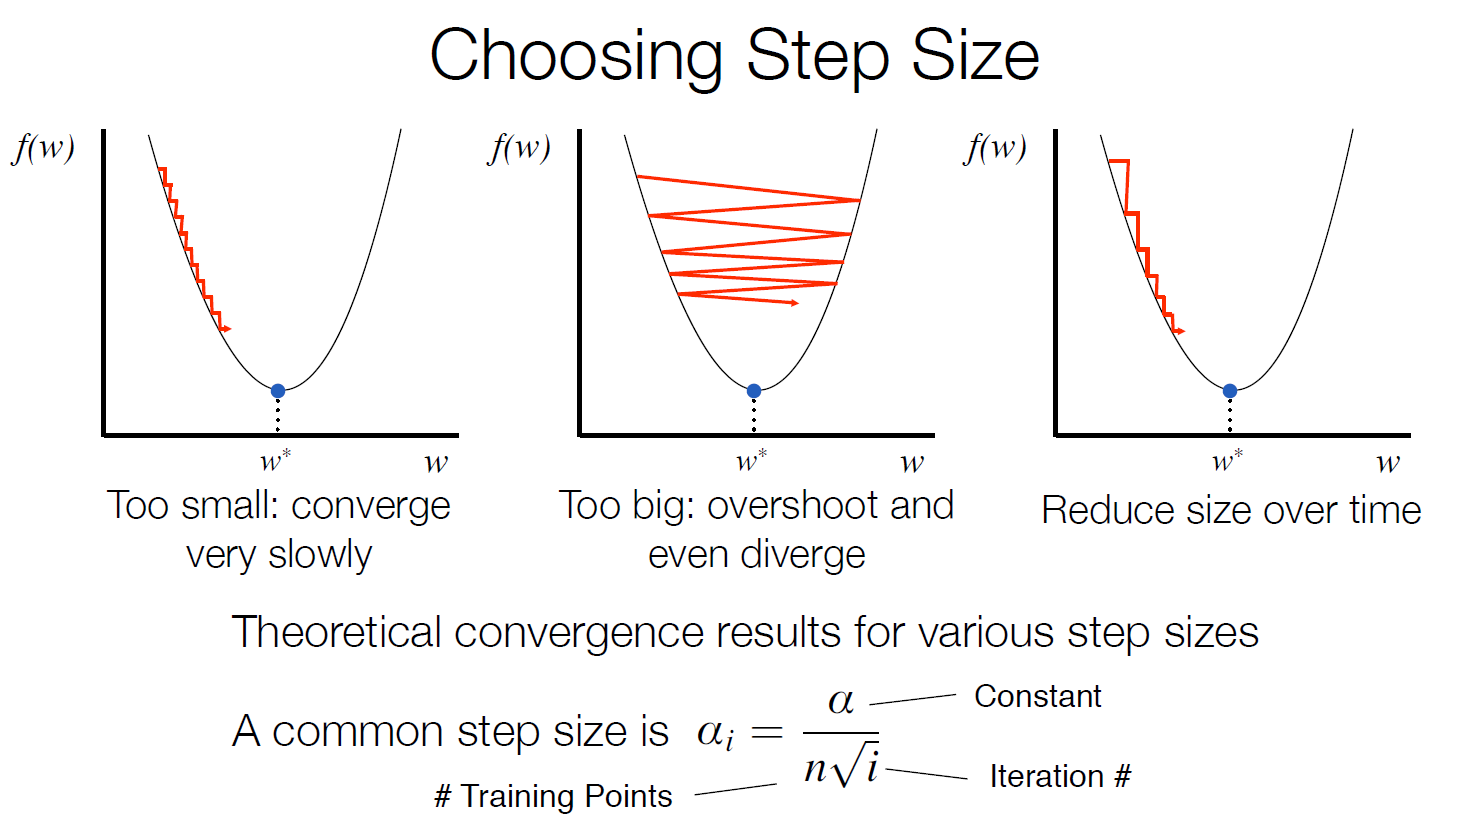 Choosing Step Size
f(w)
w*
w
Too small: converge
very slowly
f(w)
w*
w
Too big: overshoot and
even diverge
f(w)
w*
w
Reduce size over time
Theoretical convergence results for various step sizes
A common step size is αᵢ = α / (n√i)
Constant
Iteration #
# Training Points